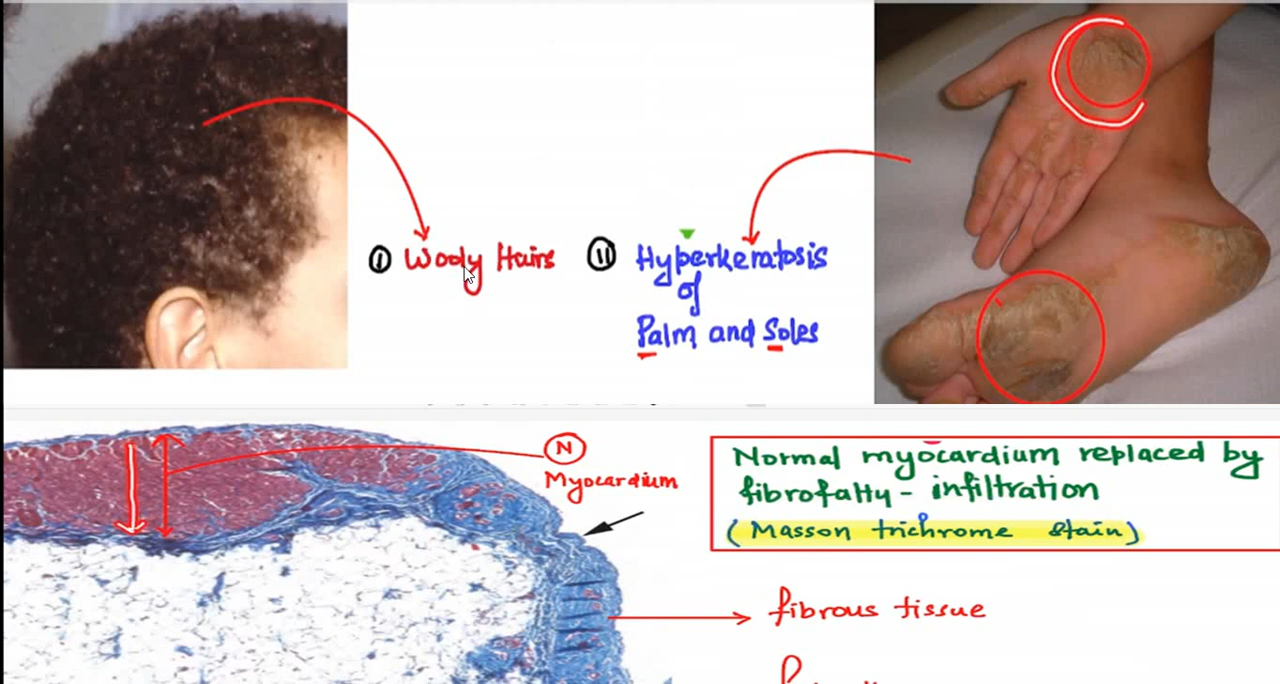 ① Wooly Hairs
⑪ Hyperkeratosis
of
Palm and Soles
N
Myocardium
Normal myocardium replaced by
fibrofatty - infiltration
(Masson trichrome stain)
fibrous tissue